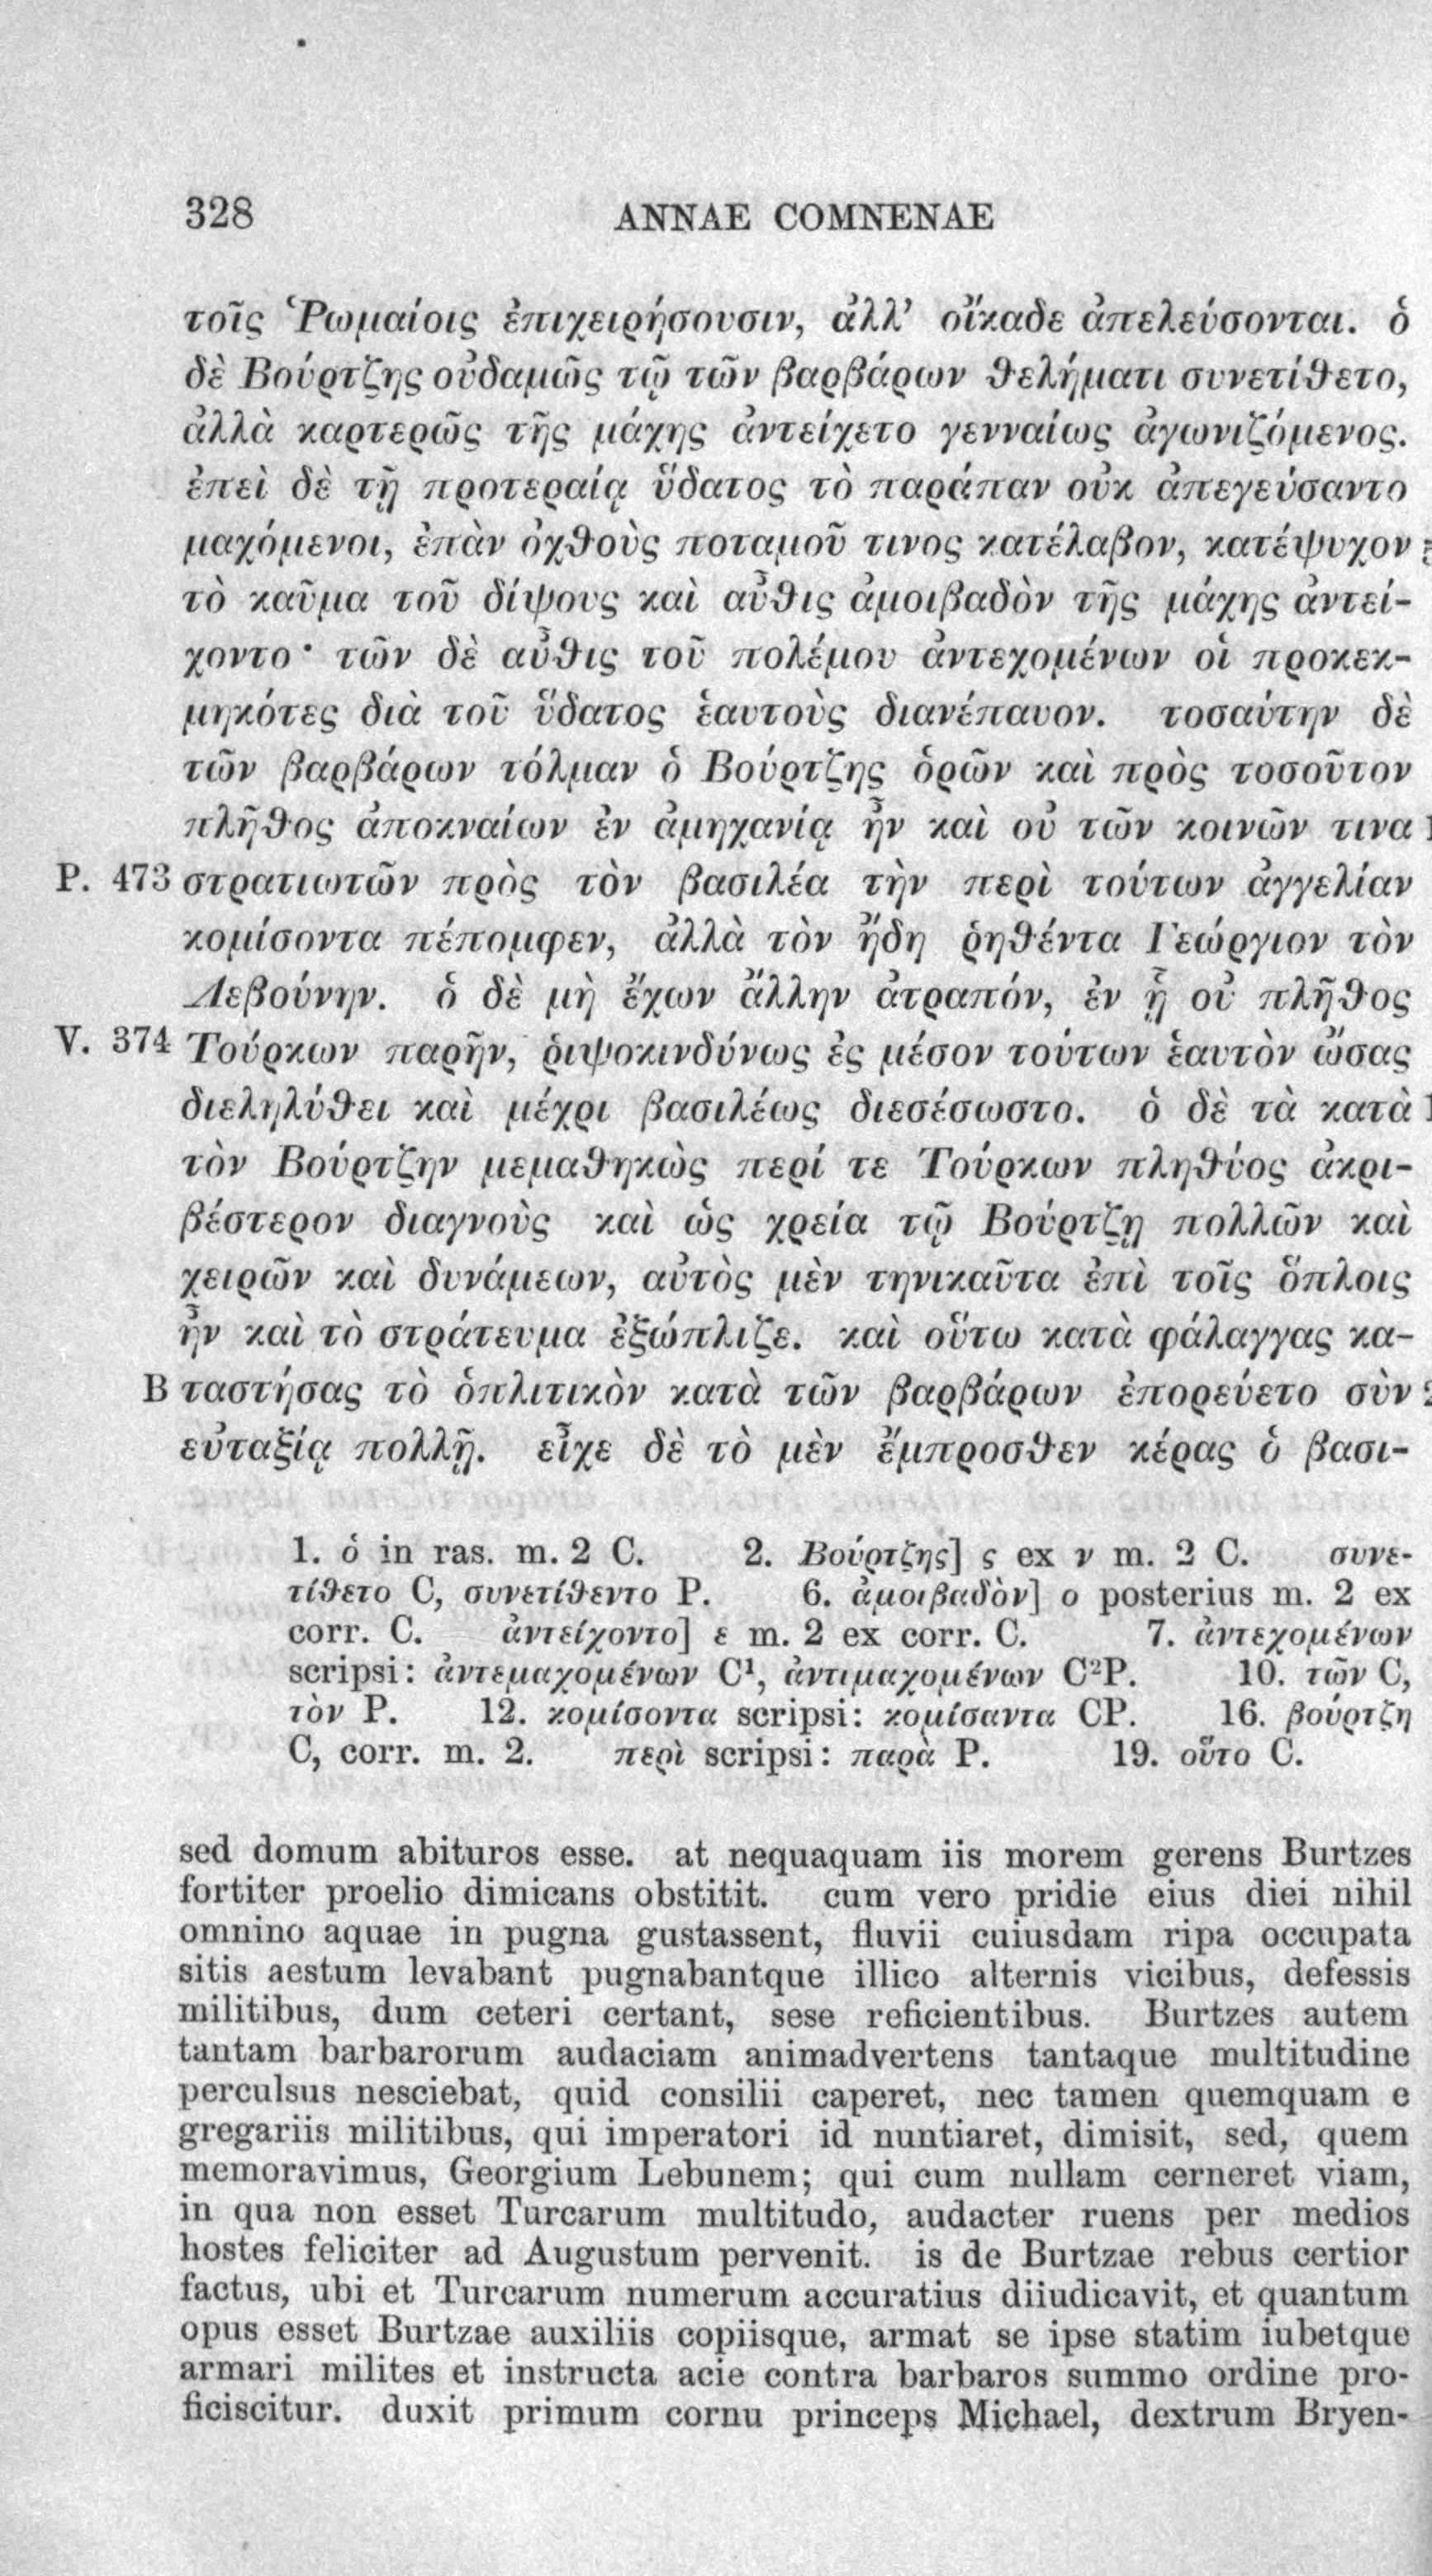 328 ANNAE COMNENAE
τοῖς Ῥωμαίοις ἐπιχειρήσουσιν, ἀλλ' οἴκαδε ἀπελεύσονται. ὁ
δὲ Βούρτζης οὐδαμῶς τῷ τῶν βαρβάρων θελήματι συνετίθετο,
ἀλλὰ καρτερῶς τῆς μάχης ἀντείχετο γενναίως ἀγωνιζόμενος.
ἐπεὶ δὲ τῇ προτεραίᾳ ὕδατος τὸ παράπαν οὐκ ἀπεγεύσαντο
μαχόμενοι, ἐπὰν ὀχθοὺς ποταμοῦ τινος κατέλαβον, κατέψυχον
τὸ καῦμα τοῦ δίψους καὶ αὖθις ἀμοιβαδὸν τῆς μάχης ἀντεί-
χοντο· τῶν δὲ αὖθις τοῦ πολέμου ἀντεχομένων οἱ προκεκ-
μηκότες διὰ τοῦ ὕδατος ἑαυτοὺς διανέπαυον. τοσαύτην δὲ
τῶν βαρβάρων τόλμαν ὁ Βούρτζης ὁρῶν καὶ πρὸς τοσοῦτον
πλῆθος ἀποκναίων ἐν ἀμηχανίᾳ ἦν καὶ οὐ τῶν κοινῶν τινα
P. 473 στρατιωτῶν πρὸς τὸν βασιλέα τὴν περὶ τούτων ἀγγελίαν
κομίσοντα πέπομφεν, ἀλλὰ τὸν ἤδη ῥηθέντα Γεώργιον τὸν
Λεβούνην. ὁ δὲ μὴ ἔχων ἄλλην ἀτραπόν, ἐν ᾗ οὐ πλῆθος
V. 374 Τούρκων παρῆν, ῥιψοκινδύνως ἐς μέσον τούτων ἑαυτὸν ὤσας
διεληλύθει καὶ μέχρι βασιλέως διεσέσωστο. ὁ δὲ τὰ κατὰ
τὸν Βούρτζην μεμαθηκὼς περί τε Τούρκων πληθύος ἀκρι-
βέστερον διαγνοὺς καὶ ὡς χρεία τῷ Βούρτζῃ πολλῶν καὶ
χειρῶν καὶ δυνάμεων, αὐτὸς μὲν τηνικαῦτα ἐπὶ τοῖς ὅπλοις
ἦν καὶ τὸ στράτευμα ἐξώπλιζε. καὶ οὕτω κατὰ φάλαγγας κα-
B ταστήσας τὸ ὁπλιτικὸν κατὰ τῶν βαρβάρων ἐπορεύετο σὺν
εὐταξίᾳ πολλῇ. εἶχε δὲ τὸ μὲν ἔμπροσθεν κέρας ὁ βασι-
1. ὁ in ras. m. 2 C. 2. Βούρτζης] ς ex ν m. 2 C. συνε-
τίθετο C, συνετίθεντο P. 6. ἀμοιβαδὸν] ο posterius m. 2 ex
corr. C. ἀντείχοντο] ε m. 2 ex corr. C. 7. ἀντεχομένων
scripsi: ἀντεμαχομένων C¹, ἀντιμαχομένων C²P. 10. τῶν C,
τὸν P. 12. κομίσοντα scripsi: κομίσαντα CP. 16. βούρτζη
C, corr. m. 2. περὶ scripsi: παρὰ P. 19. οὗτο C.
sed domum abituros esse. at nequaquam iis morem gerens Burtzes
fortiter proelio dimicans obstitit. cum vero pridie eius diei nihil
omnino aquae in pugna gustassent, fluvii cuiusdam ripa occupata
sitis aestum levabant pugnabantque illico alternis vicibus, defessis
militibus, dum ceteri certant, sese reficientibus. Burtzes autem
tantam barbarorum audaciam animadvertens tantaque multitudine
perculsus nesciebat, quid consilii caperet, nec tamen quemquam e
gregariis militibus, qui imperatori id nuntiaret, dimisit, sed, quem
memoravimus, Georgium Lebunem; qui cum nullam cerneret viam,
in qua non esset Turcarum multitudo, audacter ruens per medios
hostes feliciter ad Augustum pervenit. is de Burtzae rebus certior
factus, ubi et Turcarum numerum accuratius diiudicavit, et quantum
opus esset Burtzae auxiliis copiisque, armat se ipse statim iubetque
armari milites et instructa acie contra barbaros summo ordine pro-
ficiscitur. duxit primum cornu princeps Michael, dextrum Bryen-